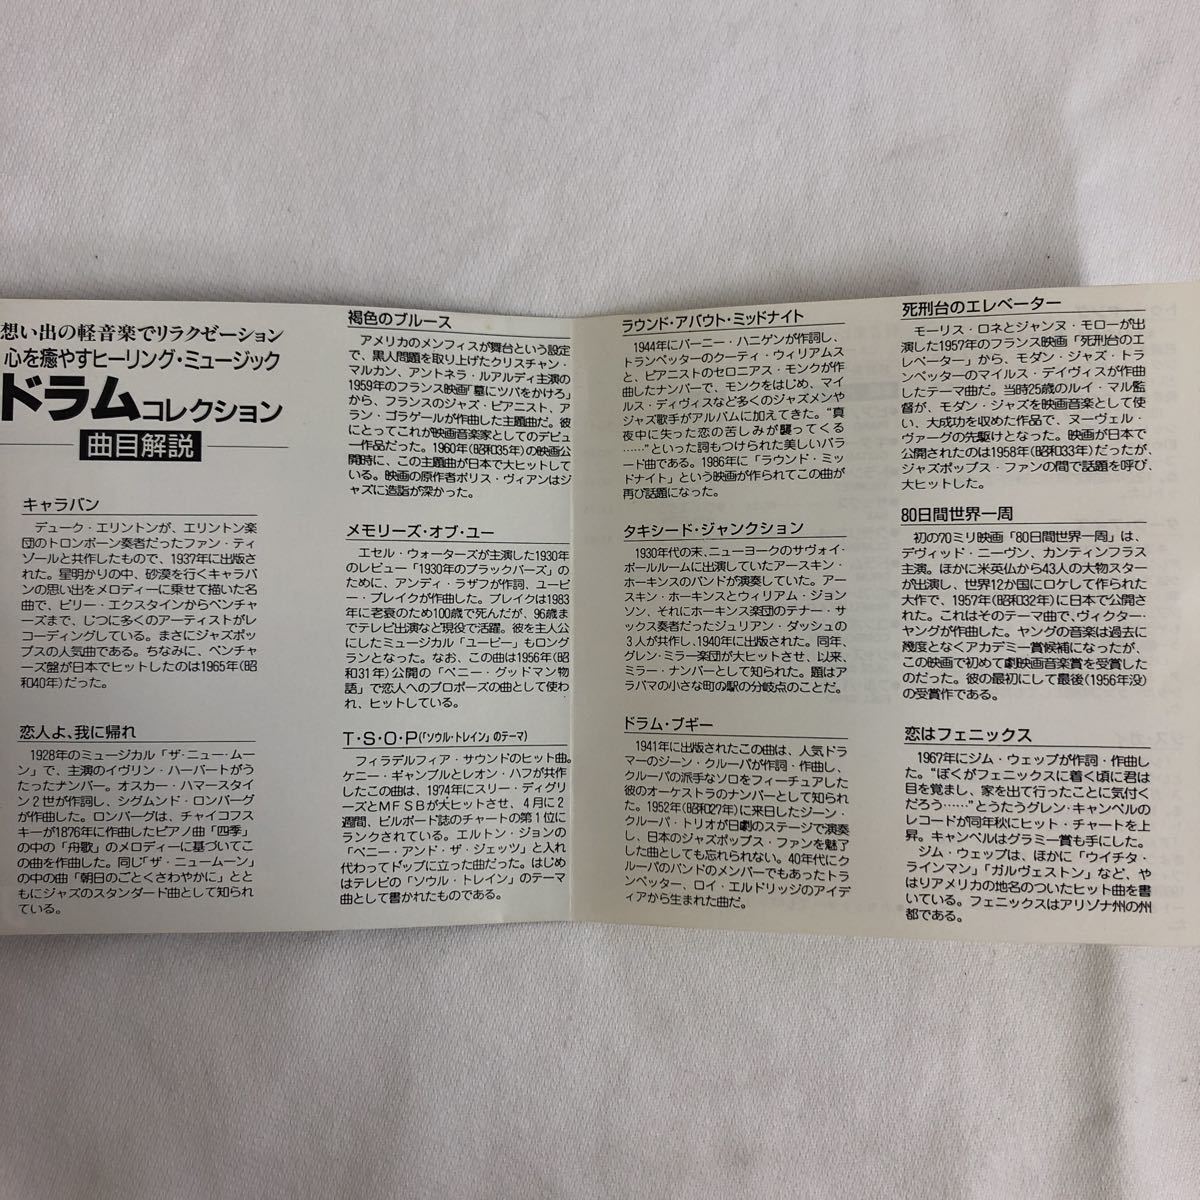 想い出の軽音楽でリラクゼーション
心を癒やすヒーリング・ミュージック
ドラムコレクション
曲目解説
キャラバン
デューク・エリントンが、エリントン楽
団のトロンボーン奏者だったファン・ティ
ゾールと共作したもので、1937年に出版さ
れた。星明かりの中、砂漠を行くキャラバ
ンの思い出をメロディーに乗せて描いた名
曲で、ビリー・エクスタインからベンチャ
ーズまで、じつに多くのアーティストがレ
コーディングしている。まさにジャズポッ
プスの人気曲である。ちなみに、ベンチャ
ーズ盤が日本でヒットしたのは1965年(昭
和40年)だった。
恋人よ、我に帰れ
1928年のミュージカル「ザ・ニュー・ムー
ン」で、主演のイヴリン・ハーバートがう
たったナンバー。オスカー・ハマースタイ
ン2世が作詞し、シグムンド・ロンバーグ
が作曲した。ロンバーグは、チャイコフス
キーが1876年に作曲したピアノ曲「四季」
の中の「舟歌」のメロディーに基づいてこ
の曲を作曲した。同じ「ザ・ニュームーン」
の中の曲「朝日のごとくさわやかに」とと
もにジャズのスタンダード曲として知られ
ている。
褐色のブルース
アメリカのメンフィスが舞台という設定
で、黒人問題を取り上げたクリスチャン・
マルカン、アントネラ・ルアルディ主演の
1959年のフランス映画「墓にツバをかけろ」
から、フランスのジャズ・ピアニスト、ア
ラン・ゴラゲールが作曲した主題曲だ。彼
にとってこれが映画音楽家としてのデビュ
ー作品だった。1960年(昭和35年)の映画公
開時に、この主題曲が日本で大ヒットして
いる。映画の原作者ボリス・ヴィアンはジ
ャズに造詣が深かった。
メモリーズ・オブ・ユー
エセル・ウォーターズが主演した1930年
のレビュー「1930年のブラックバーズ」の
ために、アンディ・ラザフが作詞、ユービ
ー・ブレイクが作曲した。ブレイクは1983
年に老衰のため100歳で死んだが、96歳ま
でテレビ出演など現役で活躍。彼を主人公
にしたミュージカル「ユービー」もロング
ランとなった。なお、この曲は1956年(昭
和31年)公開の「ベニー・グッドマン物
語」で恋人へのプロポーズの曲として使わ
れ、ヒットしている。
T・S・O・P(「ソウル・トレイン」のテーマ)
フィラデルフィア・サウンドのヒット曲。
ケニー・ギャンブルとレオン・ハフが共作
したこの曲は、1974年にスリー・ディグ
リーズとMFSBが大ヒットさせ、4月に2
週間、ビルボード誌のチャートの第1位に
ランクされている。エルトン・ジョンの
「ベニー・アンド・ザ・ジェッツ」と入れ
代わってトップに立った曲だった。はじめ
はテレビの「ソウル・トレイン」のテーマ
曲として書かれたものである。
ラウンド・アバウト・ミッドナイト
1944年にバーニー・ハニゲンが作詞し、
トランペッターのクーティ・ウィリアムス
と、ピアニストのセロニアス・モンクが作
曲したナンバーで、モンクをはじめ、マイ
ルス・ディヴィスなど多くのジャズメンや
ジャズ歌手がアルバムに加えてきた。“真
夜中に失った恋の苦しみが襲ってくる
……”といった詞もつけられた美しいバラ
ード曲である。1986年に「ラウンド・ミッ
ドナイト」という映画が作られてこの曲が
再び話題になった。
タキシード・ジャンクション
1930年代の末、ニューヨークのサヴォイ・
ボールルームに出演していたアースキン・
ホーキンスのバンドが演奏していた。アー
スキン・ホーキンスとウィリアム・ジョン
ソン、それにホーキンス楽団のテナー・サ
ックス奏者だったジュリアン・ダッシュの
3人が共作し、1940年に出版された。同年、
グレン・ミラー楽団が大ヒットさせ、以来、
ミラー・ナンバーとして知られた。題はア
ラバマの小さな町の駅の分岐点のことだ。
ドラム・ブギー
1941年に出版されたこの曲は、人気ドラ
マーのジーン・クルーパが作詞・作曲し、
クルーパの派手なソロをフィーチュアした
彼のオーケストラのナンバーとして知られ
た。1952年(昭和27年)に来日したジーン・
クルーパ・トリオが日劇のステージで演奏
し、日本のジャズポップス・ファンを魅了
した曲としても忘れられない。40年代にク
ルーパのバンドのメンバーでもあったトラ
ンペッター、ロイ・エルドリッジのアイデ
ィアから生まれた曲だ。
死刑台のエレベーター
モーリス・ロネとジャンヌ・モローが出
演した1957年のフランス映画「死刑台のエ
レベーター」から、モダン・ジャズ・トラ
ンペッターのマイルス・デイヴィスが作曲
したテーマ曲だ。当時25歳のルイ・マル監
督が、モダン・ジャズを映画音楽として使
い、大成功を収めた作品で、ヌーヴェル・
ヴァーグの先駆けとなった。映画が日本で
公開されたのは1958年(昭和33年)だったが、
ジャズポップス・ファンの間で話題を呼び、
大ヒットした。
80日間世界一周
初の70ミリ映画「80日間世界一周」は、
デヴィッド・ニーヴン、カンティンフラス
主演。ほかに米英仏から43人の大物スター
が出演し、世界12か国にロケして作られた
大作で、1957年(昭和32年)に日本で公開さ
れた。これはそのテーマ曲で、ヴィクター・
ヤングが作曲した。ヤングの音楽は過去に
幾度となくアカデミー賞候補になったが、
この映画で初めて劇映画音楽賞を受賞した
のだった。彼の最初にして最後(1956年没)
の受賞作である。
恋はフェニックス
1967年にジム・ウェッブが作詞・作曲し
た。“ぼくがフェニックスに着く頃に君は
目を覚まし、家を出て行ったことに気付く
だろう……”とうたうグレン・キャンベルの
レコードが同年秋にヒット・チャートを上
昇。キャンベルはグラミー賞も手にした。
ジム・ウェッブは、ほかに「ウイチタ・
ラインマン」「ガルヴェストン」など、や
はりアメリカの地名のついたヒット曲を書
いている。フェニックスはアリゾナ州の州
都である。